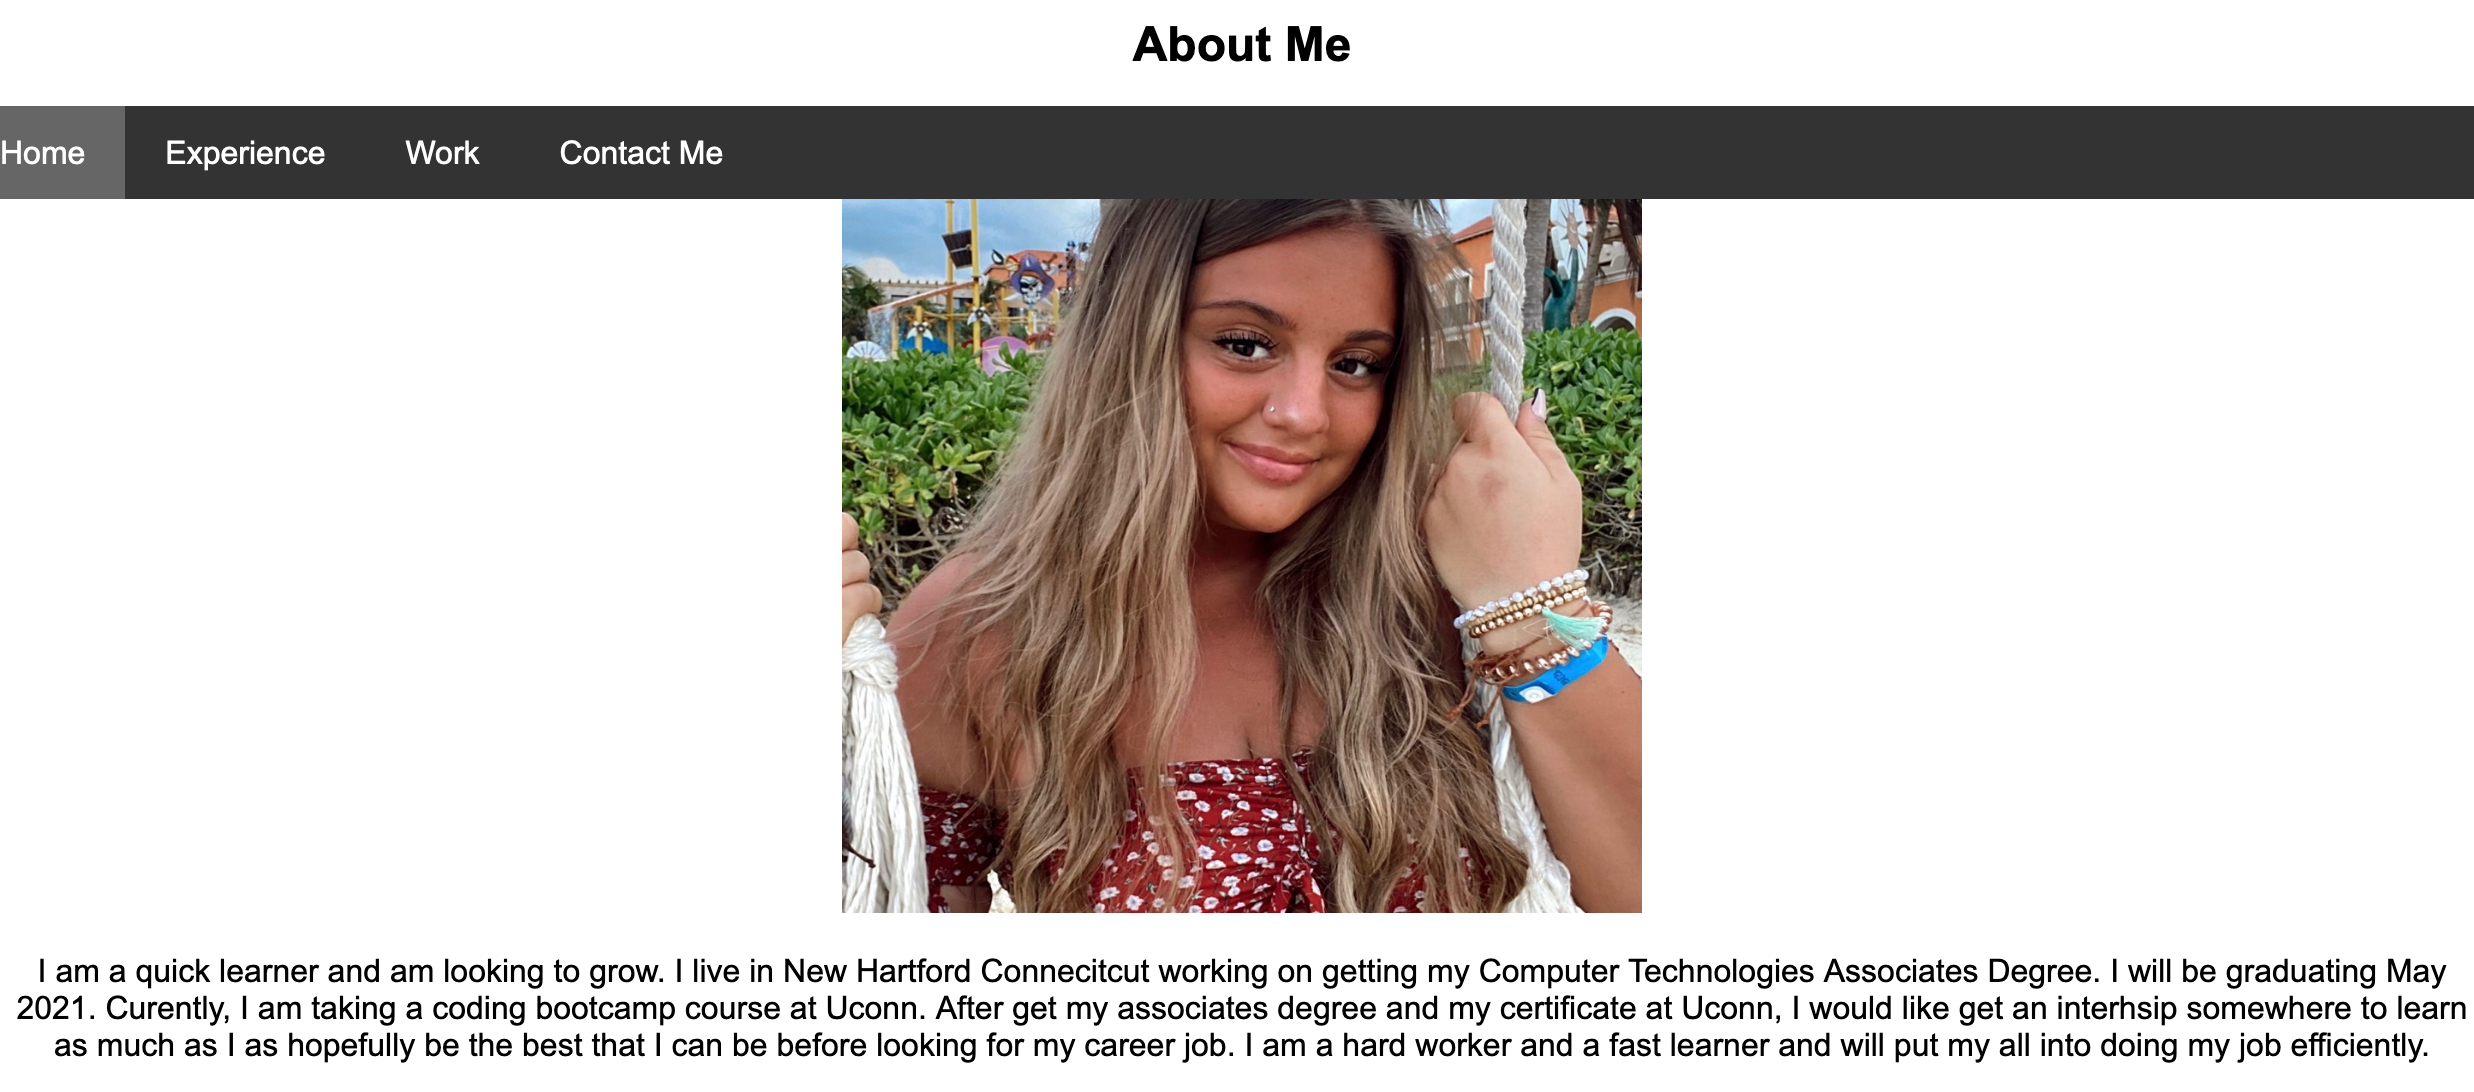 About Me
Home Experience Work Contact Me
I am a quick learner and am looking to grow. I live in New Hartford Connecitcut working on getting my Computer Technologies Associates Degree. I will be graduating May
2021. Curently, I am taking a coding bootcamp course at Uconn. After get my associates degree and my certificate at Uconn, I would like get an interhsip somewhere to learn
as much as I as hopefully be the best that I can be before looking for my career job. I am a hard worker and a fast learner and will put my all into doing my job efficiently.